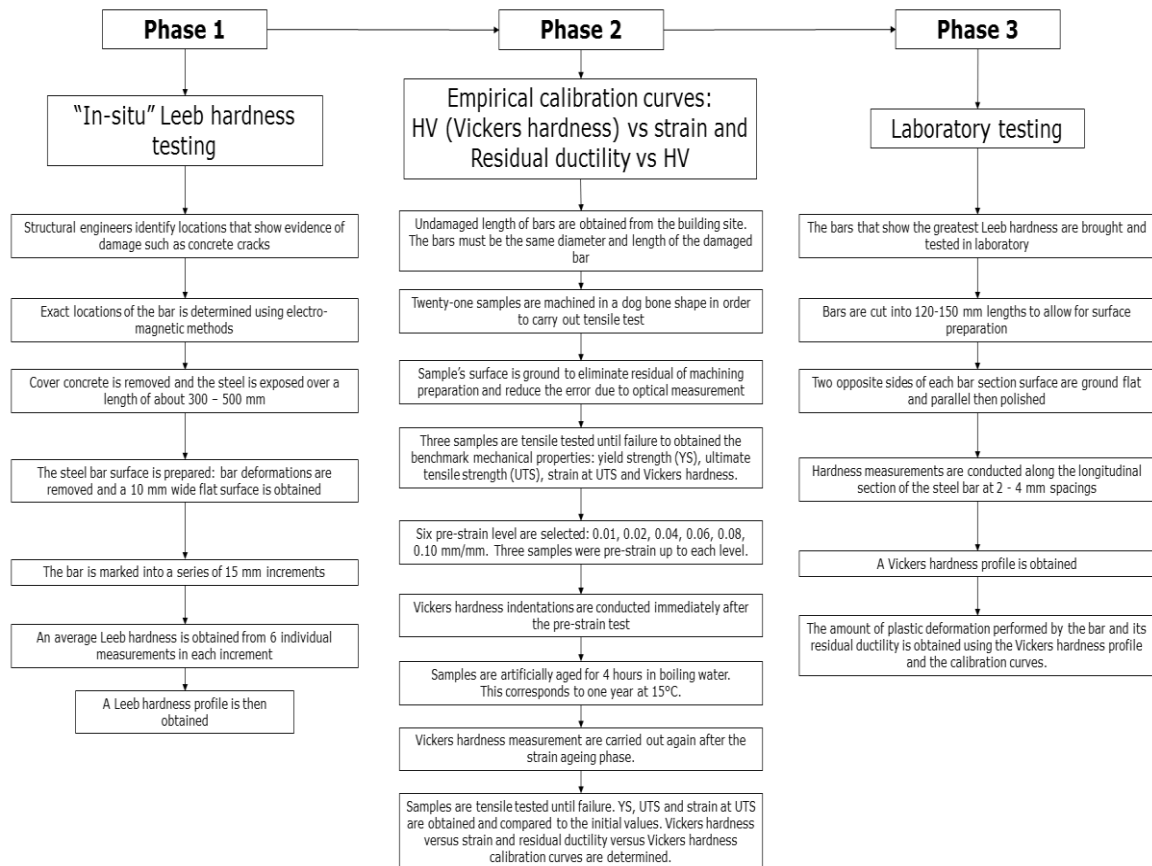 Phase 1
Phase 2
Phase 3
“In-situ” Leeb hardness
testing
Structural engineers identify locations that show evidence of
damage such as concrete cracks
Exact locations of the bar is determined using electro-
magnetic methods
Cover concrete is removed and the steel is exposed over a
length of about 300 – 500 mm
The steel bar surface is prepared: bar deformations are
removed and a 10 mm wide flat surface is obtained
The bar is marked into a series of 15 mm increments
An average Leeb hardness is obtained from 6 individual
measurements in each increment
A Leeb hardness profile is then
obtained
Empirical calibration curves:
HV (Vickers hardness) vs strain and
Residual ductility vs HV
Undamaged length of bars are obtained from the building site.
The bars must be the same diameter and length of the damaged
bar
Twenty-one samples are machined in a dog bone shape in order
to carry out tensile test
Sample’s surface is ground to eliminate residual of machining
preparation and reduce the error due to optical measurement
Three samples are tensile tested until failure to obtained the
benchmark mechanical properties: yield strength (YS), ultimate
tensile strength (UTS), strain at UTS and Vickers hardness.
Six pre-strain level are selected: 0.01, 0.02, 0.04, 0.06, 0.08,
0.10 mm/mm. Three samples were pre-strain up to each level.
Vickers hardness indentations are conducted immediately after
the pre-strain test
Samples are artificially aged for 4 hours in boiling water.
This corresponds to one year at 15°C.
Vickers hardness measurement are carried out again after the
strain ageing phase.
Samples are tensile tested until failure. YS, UTS and strain at UTS
are obtained and compared to the initial values. Vickers hardness
versus strain and residual ductility versus Vickers hardness
calibration curves are determined.
Laboratory testing
The bars that show the greatest Leeb hardness are brought and
tested in laboratory
Bars are cut into 120-150 mm lengths to allow for surface
preparation
Two opposite sides of each bar section surface are ground flat
and parallel then polished
Hardness measurements are conducted along the longitudinal
section of the steel bar at 2 - 4 mm spacings
A Vickers hardness profile is obtained
The amount of plastic deformation performed by the bar and its
residual ductility is obtained using the Vickers hardness profile
and the calibration curves.